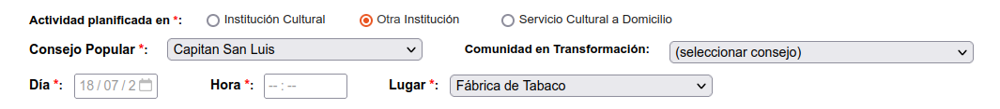 Actividad planificada en *: Institución Cultural Otra Institución Servicio Cultural a Domicilio
Consejo Popular *: Capitan San Luis Comunidad en Transformación: (seleccionar consejo)
Día *: 18 / 07 / 2 Hora *: -- : -- Lugar *: Fábrica de Tabaco